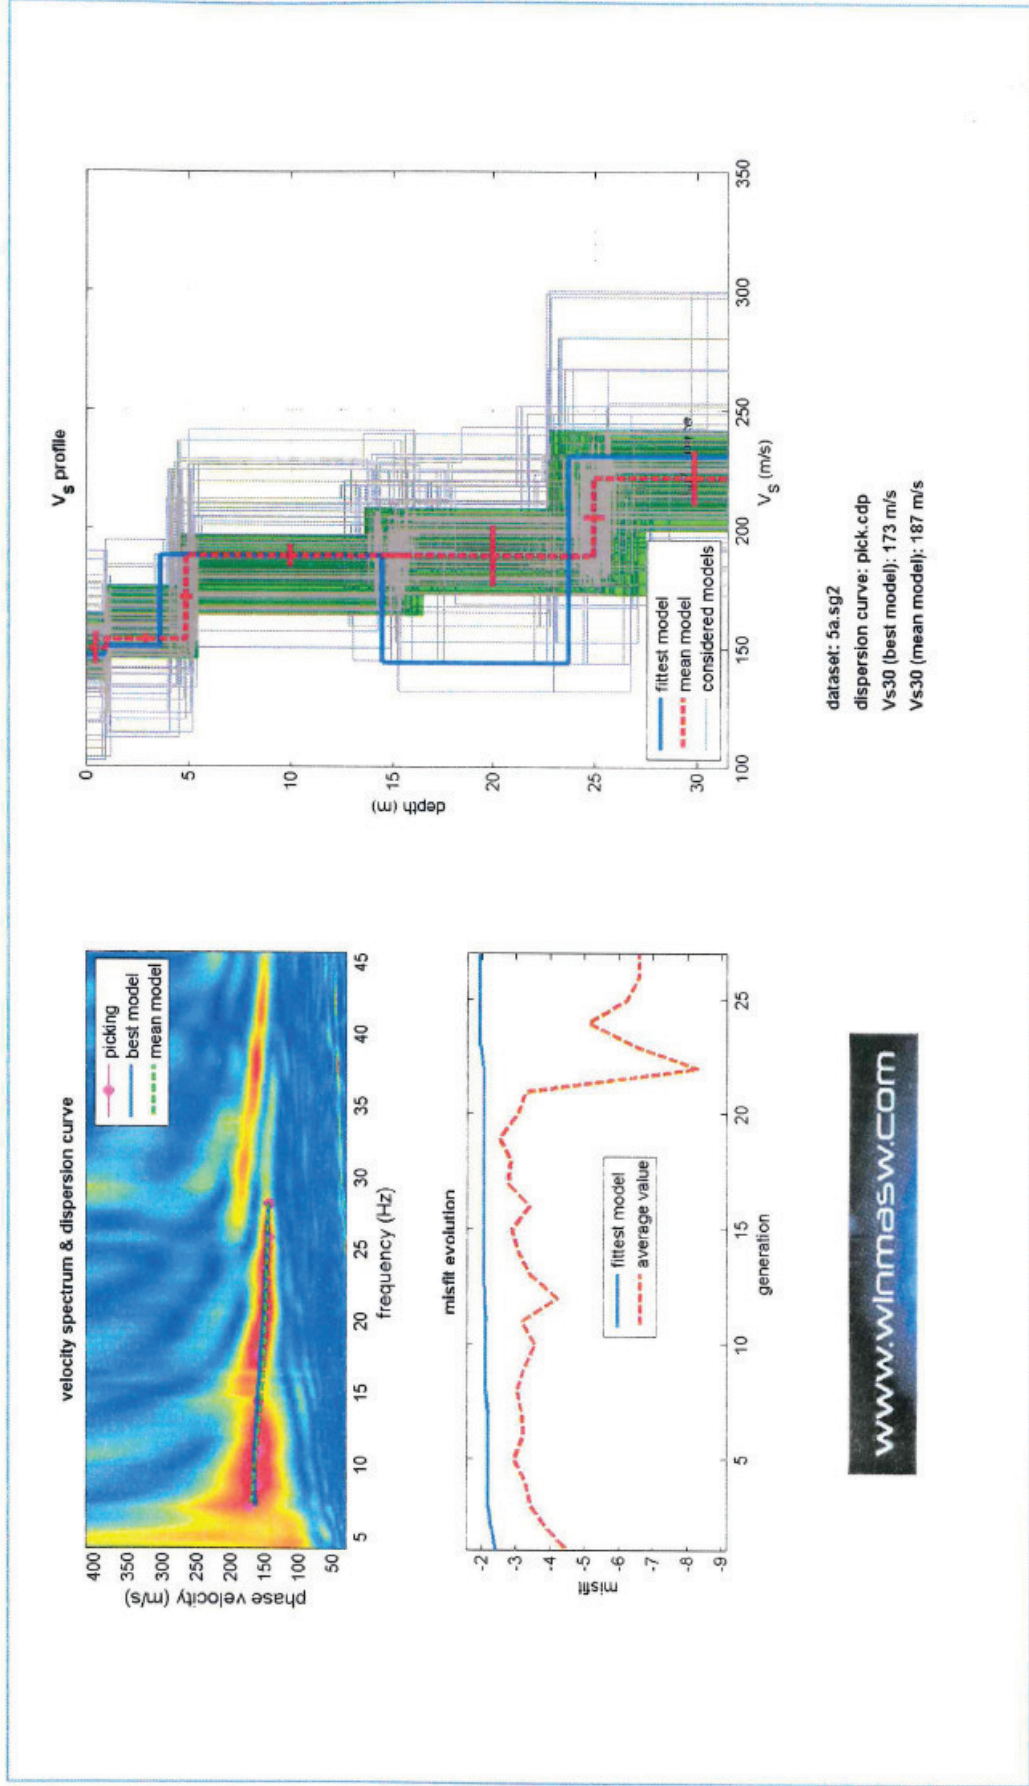 velocity spectrum & dispersion curve
400
350
300
250
200
150
100
50
phase velocity (m/s)
picking
best model
mean model
5
10
15
20
25
30
35
40
45
frequency (Hz)
misfit evolution
-2
-3
-4
-5
-6
-7
-8
-9
misfit
fittest model
average value
5
10
15
20
25
generation
Vs profile
0
5
10
15
20
25
30
depth (m)
fittest model
mean model
considered models
100
150
200
250
300
350
Vs (m/s)
dataset: 5a.sg2
dispersion curve: pick.cdp
Vs30 (best model): 173 m/s
Vs30 (mean model): 187 m/s
www.winmasw.com